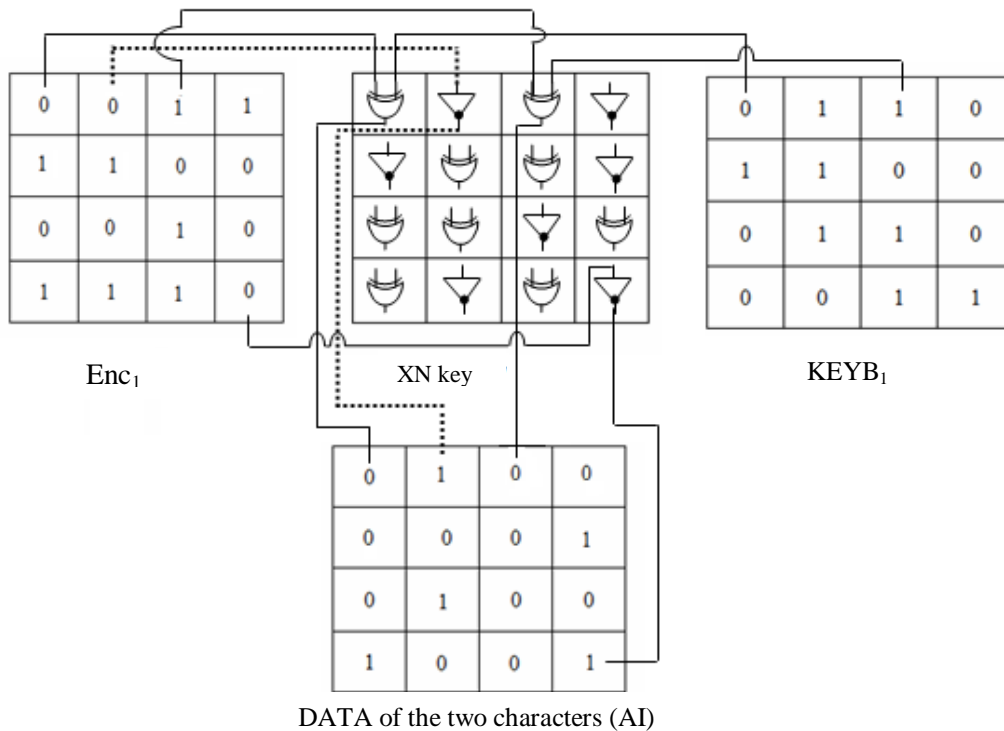 0 0 1 1
1 1 0 0
0 0 1 0
1 1 1 0
Enc₁
XN key
0 1 1 0
1 1 0 0
0 1 1 0
0 0 1 1
KEYB₁
0 1 0 0
0 0 0 1
0 1 0 0
1 0 0 1
DATA of the two characters (AI)